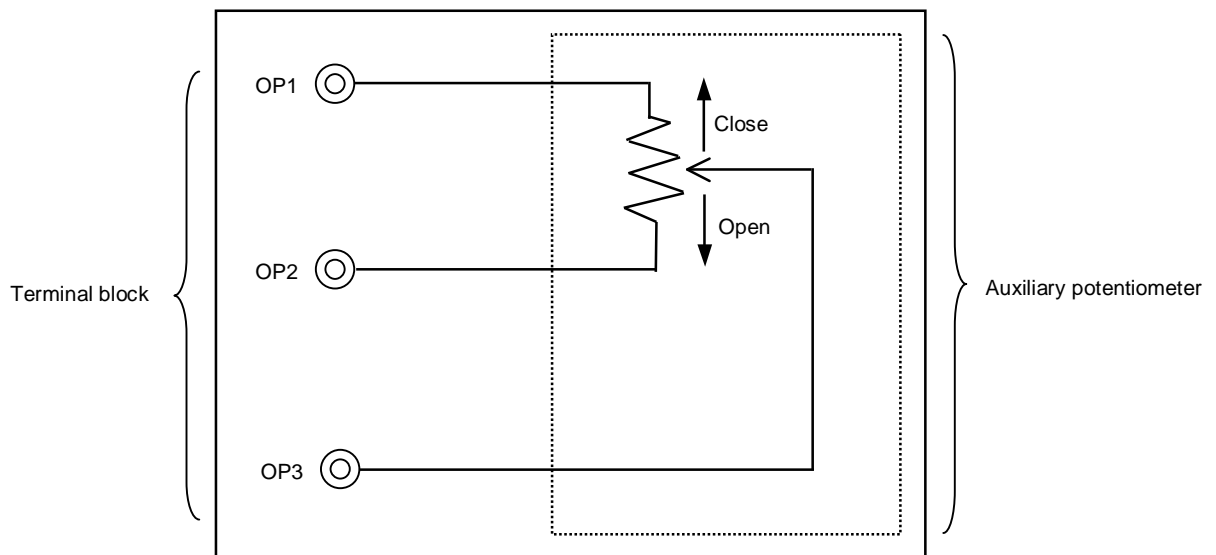 OP1
Close
Open
OP2
Terminal block
Auxiliary potentiometer
OP3